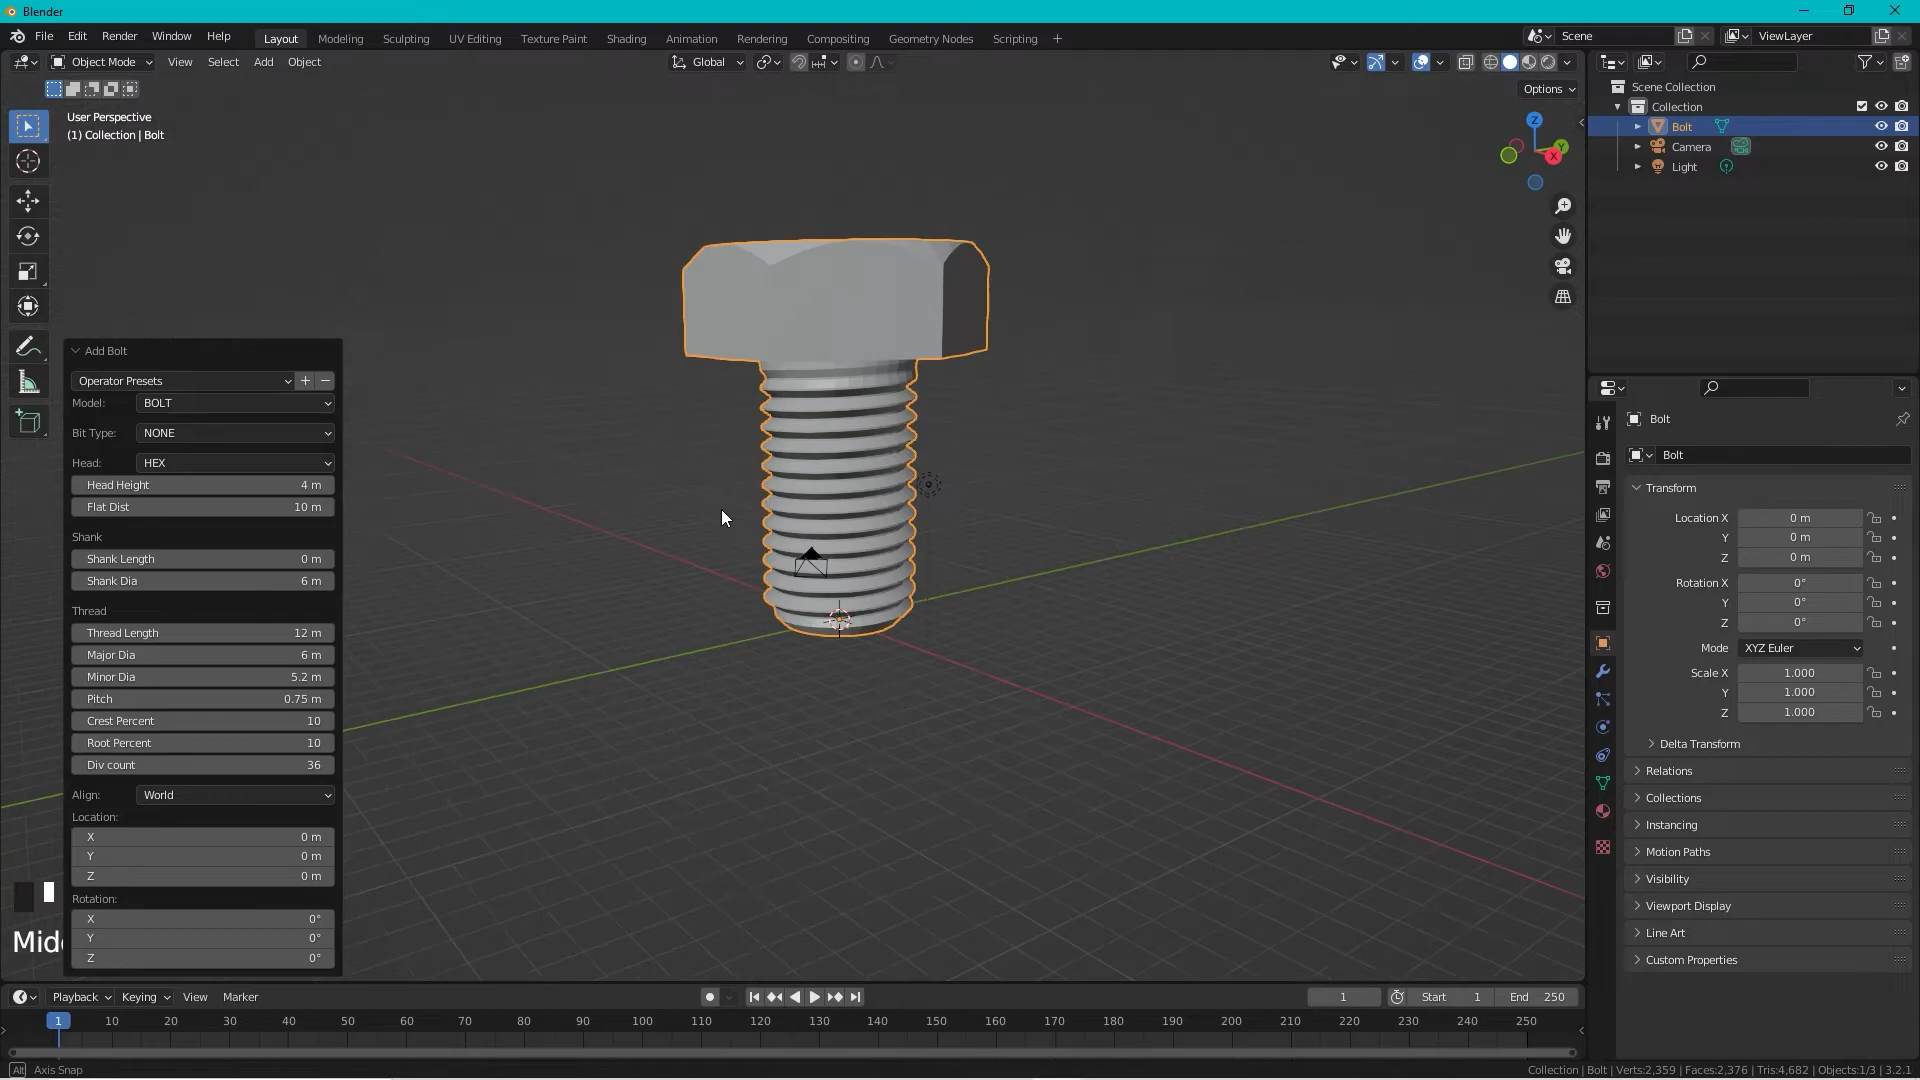 Blender
File Edit Render Window Help
Layout Modeling Sculpting UV Editing Texture Paint Shading Animation Rendering Compositing Geometry Nodes Scripting +
Scene
ViewLayer
Object Mode View Select Add Object
Global
Options
User Perspective
(1) Collection | Bolt
Z
Y
X
Scene Collection
Collection
Bolt
Camera
Light
Add Bolt
Operator Presets + −
Model: BOLT
Bit Type: NONE
Head: HEX
Head Height 4 m
Flat Dist 10 m
Shank
Shank Length 0 m
Shank Dia 6 m
Thread
Thread Length 12 m
Major Dia 6 m
Minor Dia 5.2 m
Pitch 0.75 m
Crest Percent 10
Root Percent 10
Div count 36
Align: World
Location:
X 0 m
Y 0 m
Z 0 m
Rotation:
X 0°
Y 0°
Z 0°
Bolt
Bolt
Transform
Location X 0 m
Y 0 m
Z 0 m
Rotation X 0°
Y 0°
Z 0°
Mode XYZ Euler
Scale X 1.000
Y 1.000
Z 1.000
Delta Transform
Relations
Collections
Instancing
Motion Paths
Visibility
Viewport Display
Line Art
Custom Properties
Playback Keying View Marker
1 Start 1 End 250
1 10 20 30 40 50 60 70 80 90 100 110 120 130 140 150 160 170 180 190 200 210 220 230 240 250
Alt Axis Snap
Collection | Bolt | Verts:2,359 | Faces:2,376 | Tris:4,682 | Objects:1/3 | 3.2.1